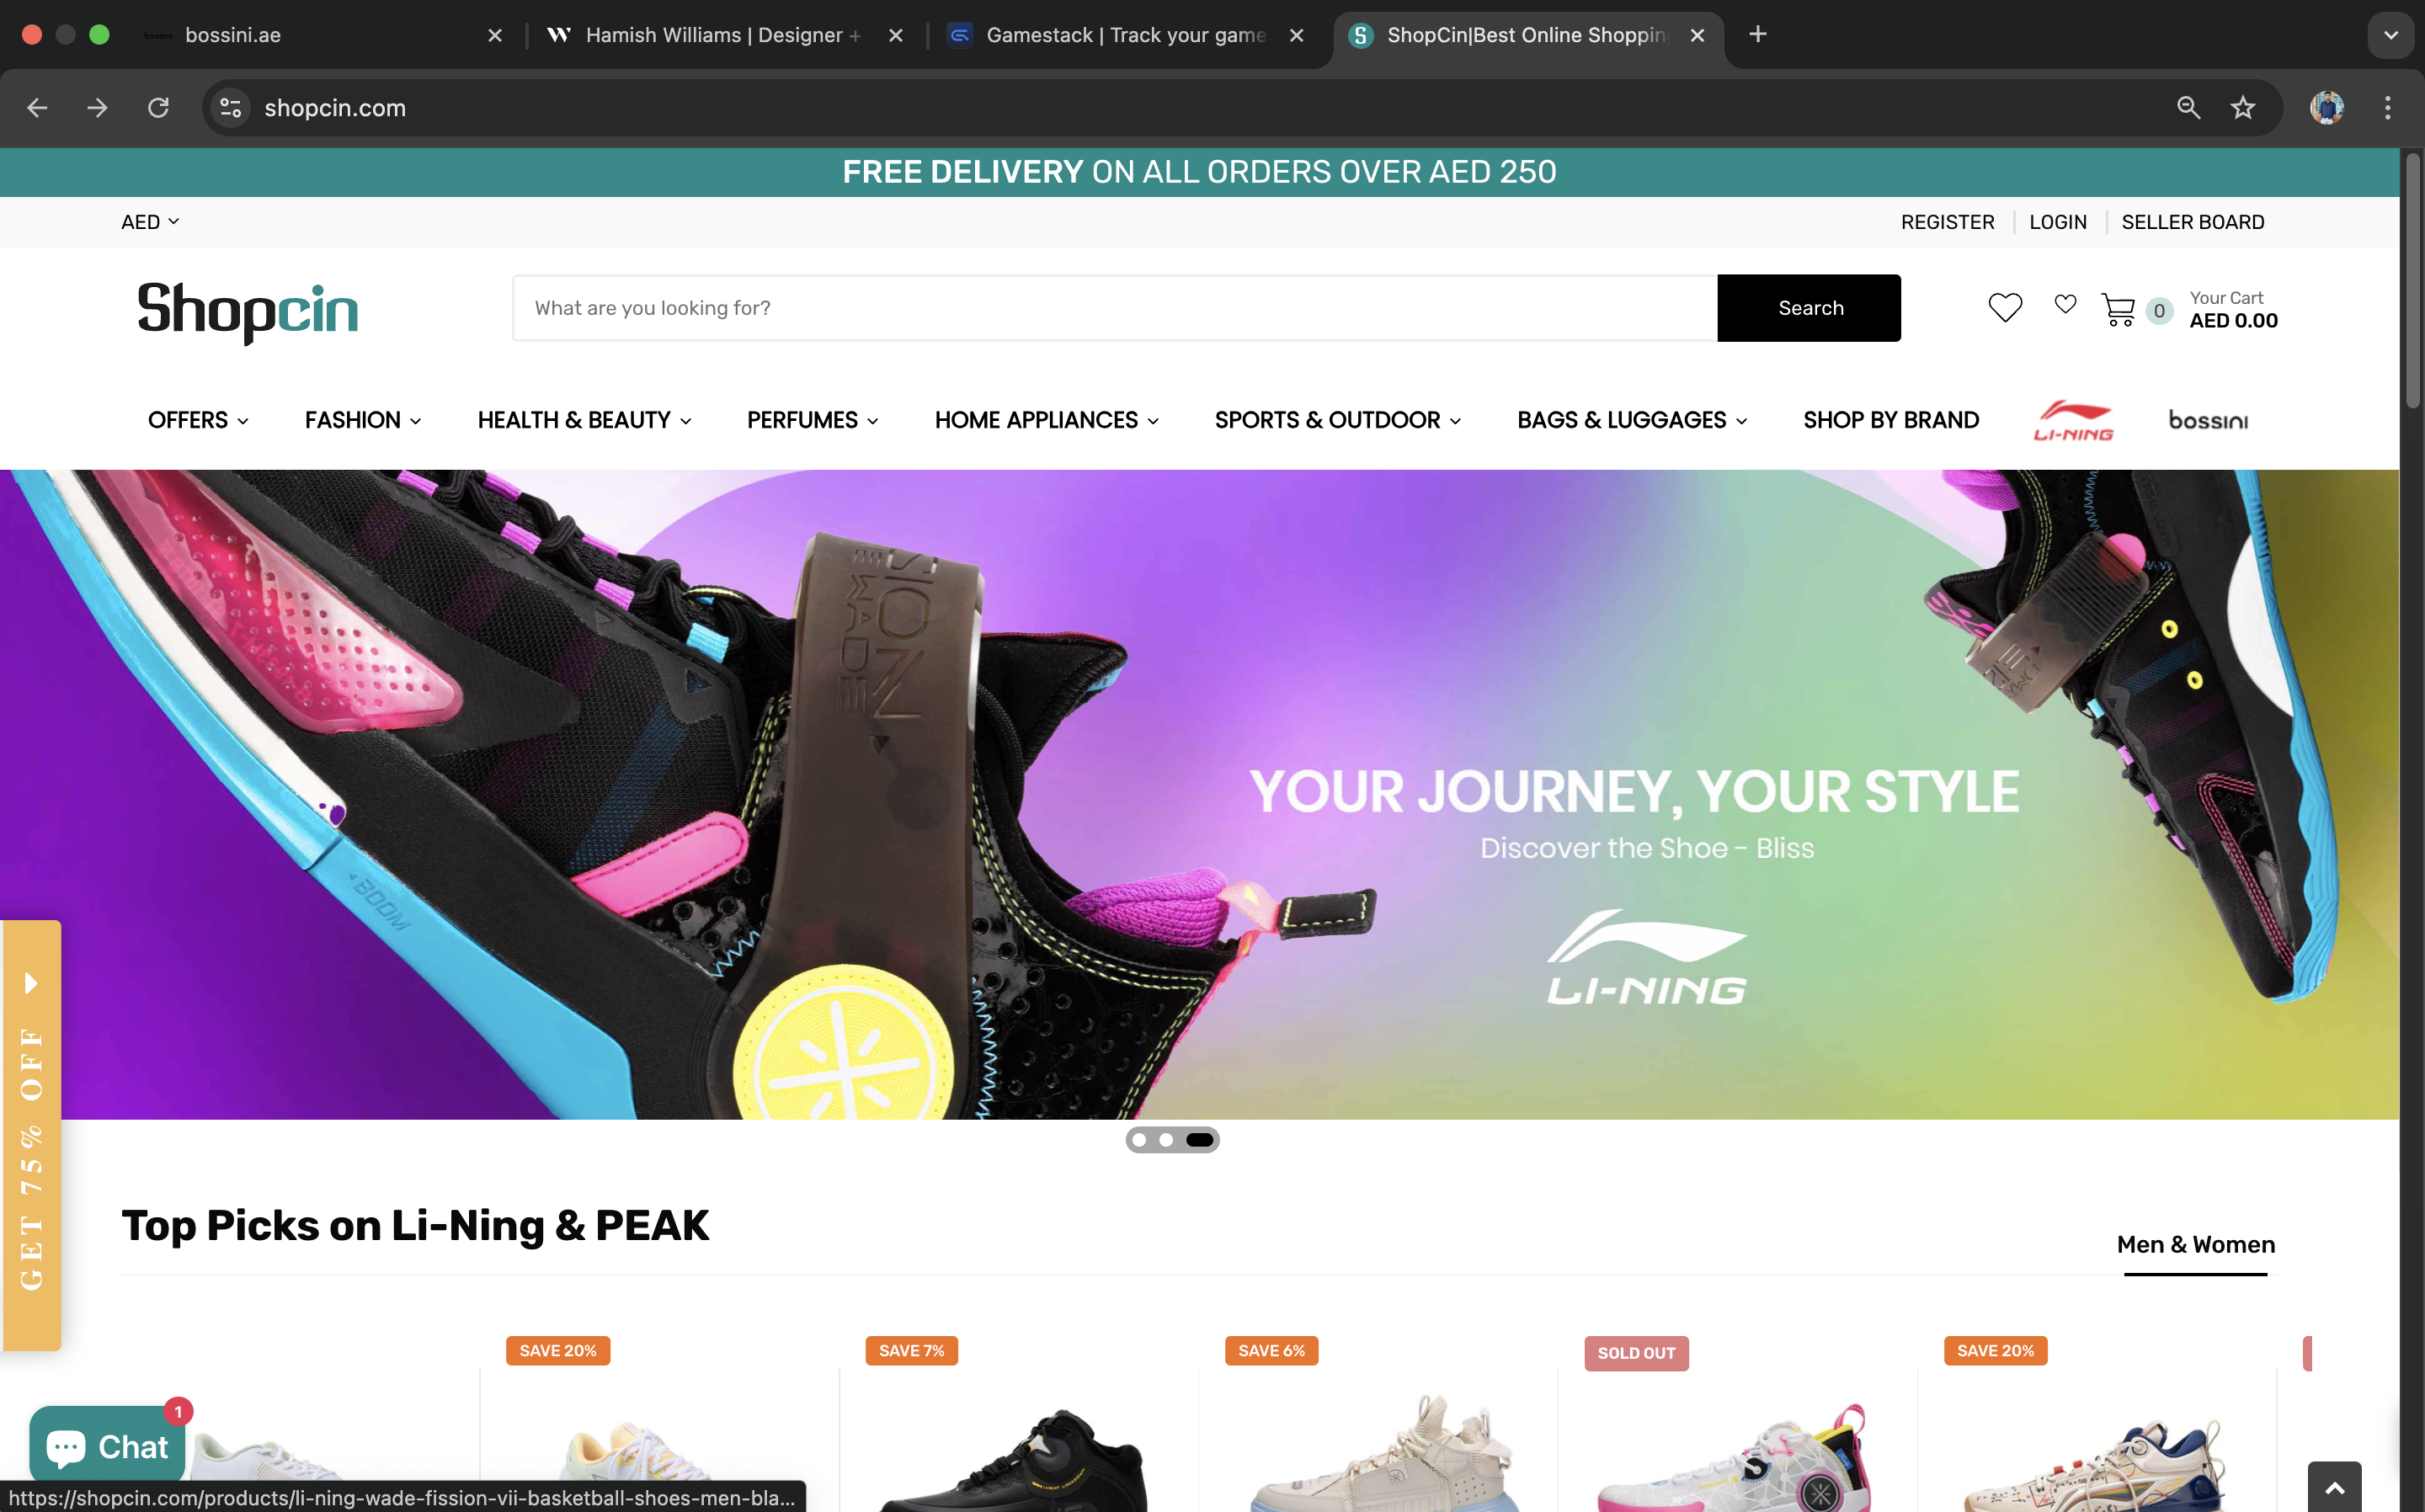 bossini.ae
Hamish Williams | Designer +
Gamestack | Track your game
ShopCin|Best Online Shoppin
shopcin.com
FREE DELIVERY ON ALL ORDERS OVER AED 250
AED
REGISTER
LOGIN
SELLER BOARD
Shopcin
What are you looking for?
Search
0
Your Cart
AED 0.00
OFFERS
FASHION
HEALTH & BEAUTY
PERFUMES
HOME APPLIANCES
SPORTS & OUTDOOR
BAGS & LUGGAGES
SHOP BY BRAND
LI-NING
bossini
BOOM
YOUR JOURNEY, YOUR STYLE
Discover the Shoe - Bliss
LI-NING
GET 75% OFF
Top Picks on Li-Ning & PEAK
Men & Women
SAVE 20%
SAVE 7%
SAVE 6%
SOLD OUT
SAVE 20%
1
Chat
https://shopcin.com/products/li-ning-wade-fission-vii-basketball-shoes-men-bla...